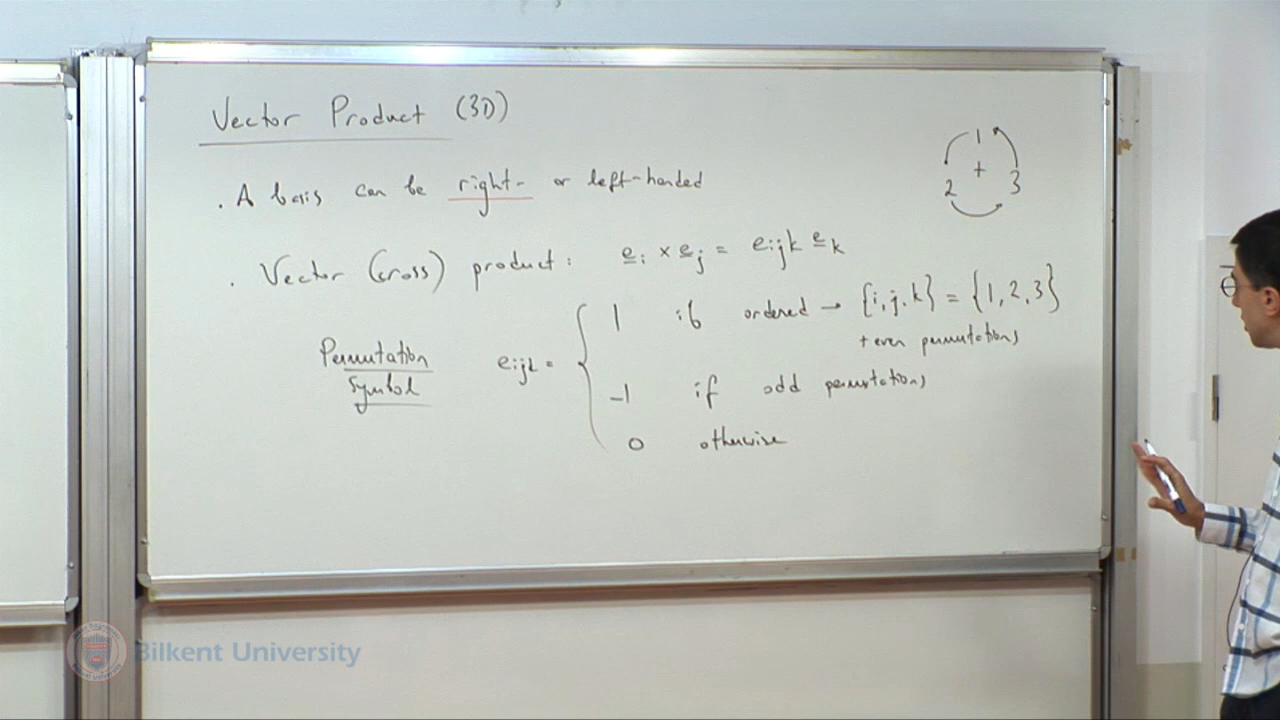 Vector Product (3D)
1
+
2 3
. A basis can be right- or left-handed
. Vector (cross) product : e_i × e_j = e_ijk e_k
Permutation
Symbol
e_ijk =
1 if ordered → {i, j, k} = {1, 2, 3}
+ even permutations
-1 if odd permutations
0 otherwise
Bilkent University